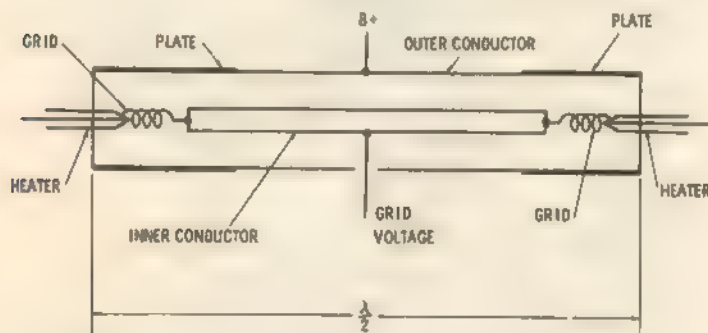 B+
GRID
PLATE
OUTER CONDUCTOR
PLATE
HEATER
INNER CONDUCTOR
GRID
VOLTAGE
GRID
HEATER
λ
2